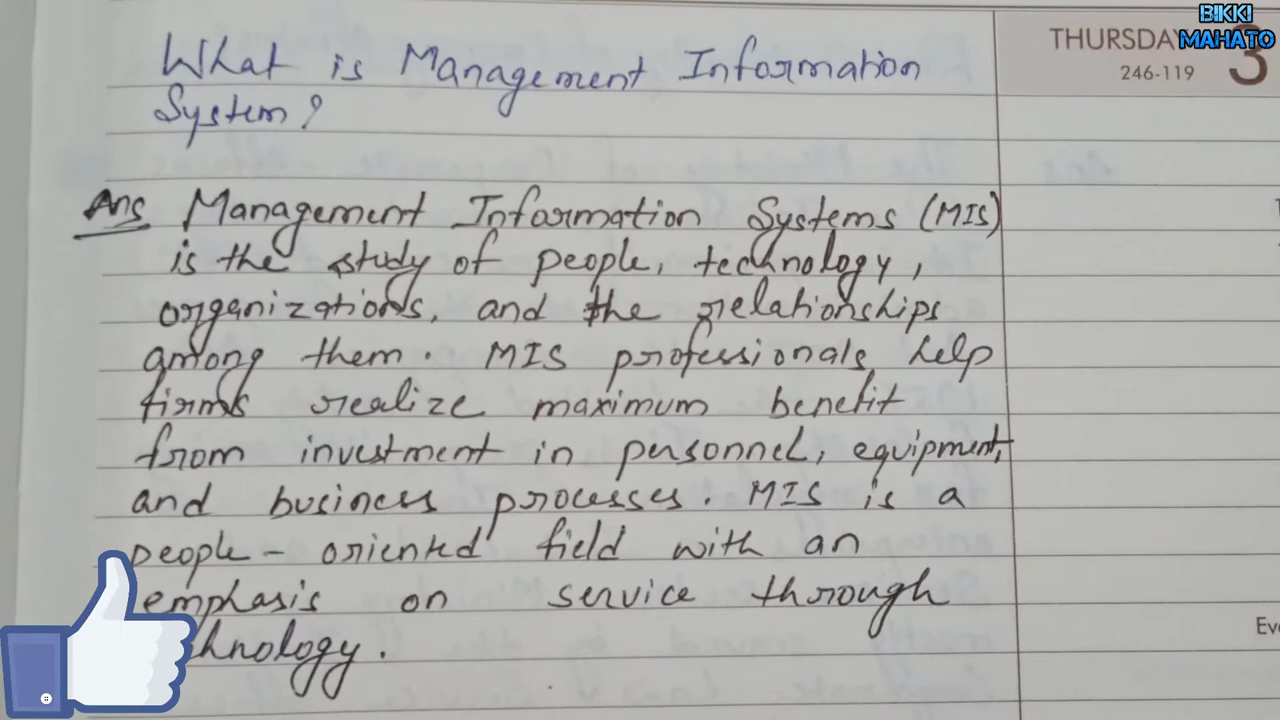 BIKKI
MAHATO
THURSDAY
246-119
3
What is Management Information
System?
Ans Management Information Systems (MIS)
is the study of people, technology,
organizations, and the relationships
among them. MIS professionals help
firms realize maximum benefit
from investment in personnel, equipment,
and business processes. MIS is a
people-oriented field with an
emphasis on service through
hnology.